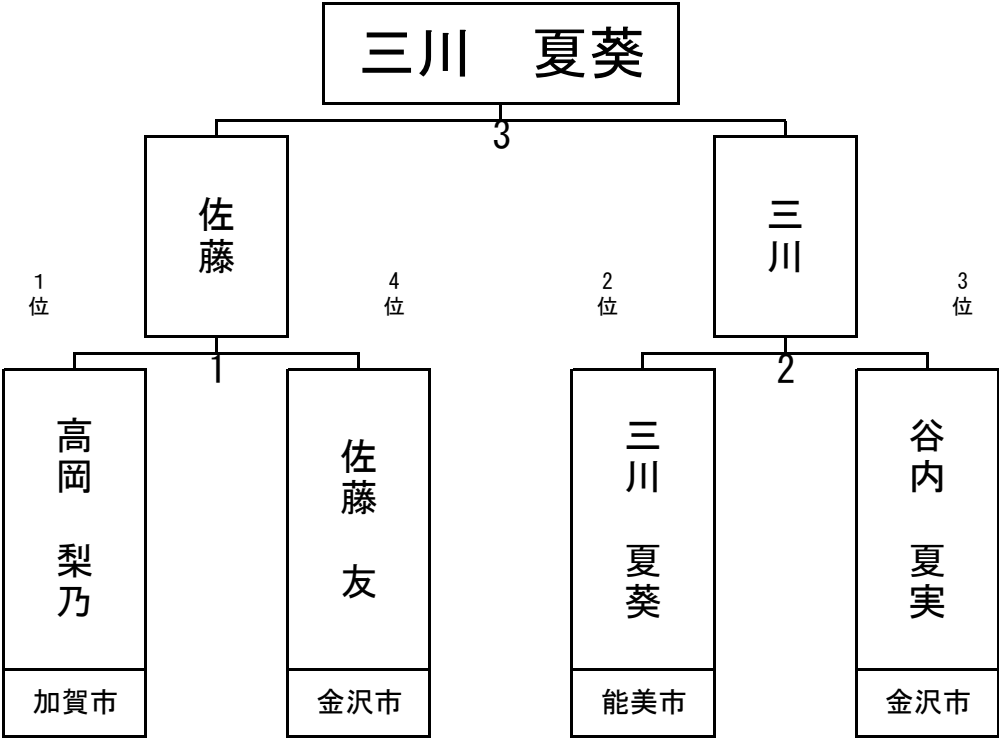 三川　夏葵
3
佐藤
三川
1位
4位
2位
3位
1
2
高岡　梨乃
佐藤　友
三川　夏葵
谷内　夏実
加賀市
金沢市
能美市
金沢市